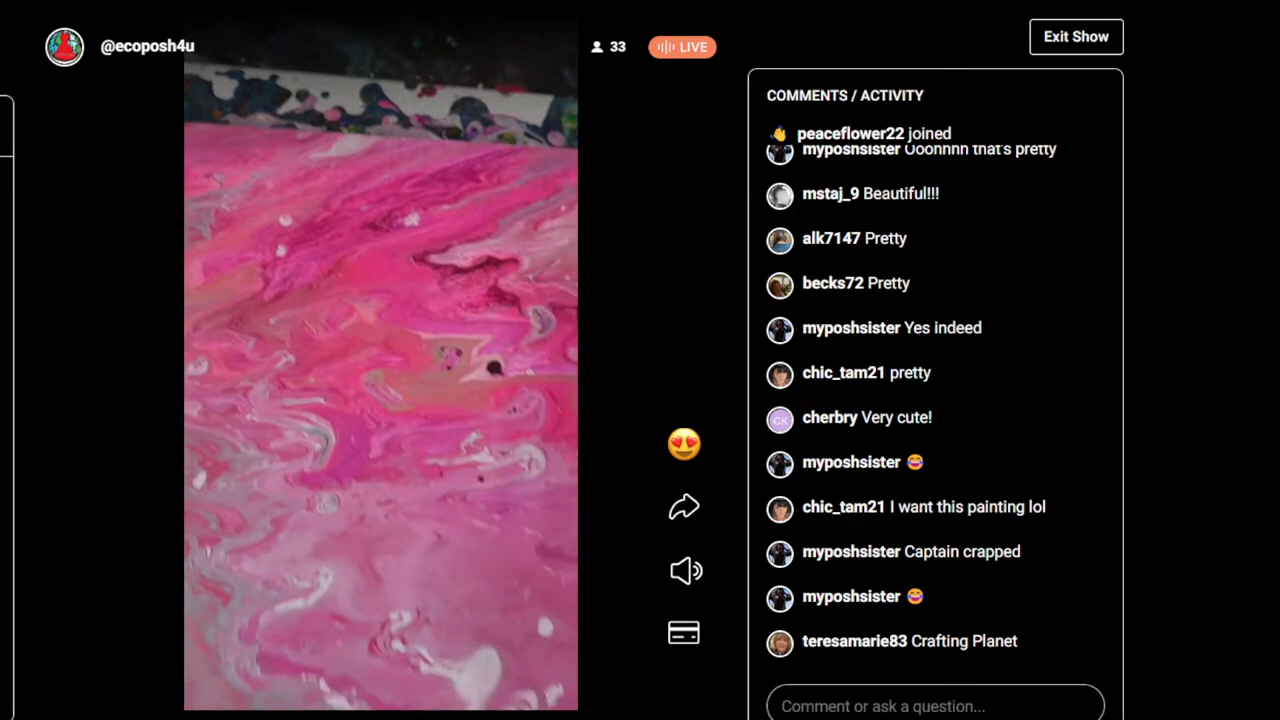 @ecoposh4u
33
LIVE
Exit Show
COMMENTS / ACTIVITY
peaceflower22 joined
myposhsister Ooohhhh that's pretty
mstaj_9 Beautiful!!!
alk7147 Pretty
becks72 Pretty
myposhsister Yes indeed
chic_tam21 pretty
CK
cherbry Very cute!
myposhsister 😂
chic_tam21 I want this painting lol
myposhsister Captain crapped
myposhsister 😂
teresamarie83 Crafting Planet
Comment or ask a question...